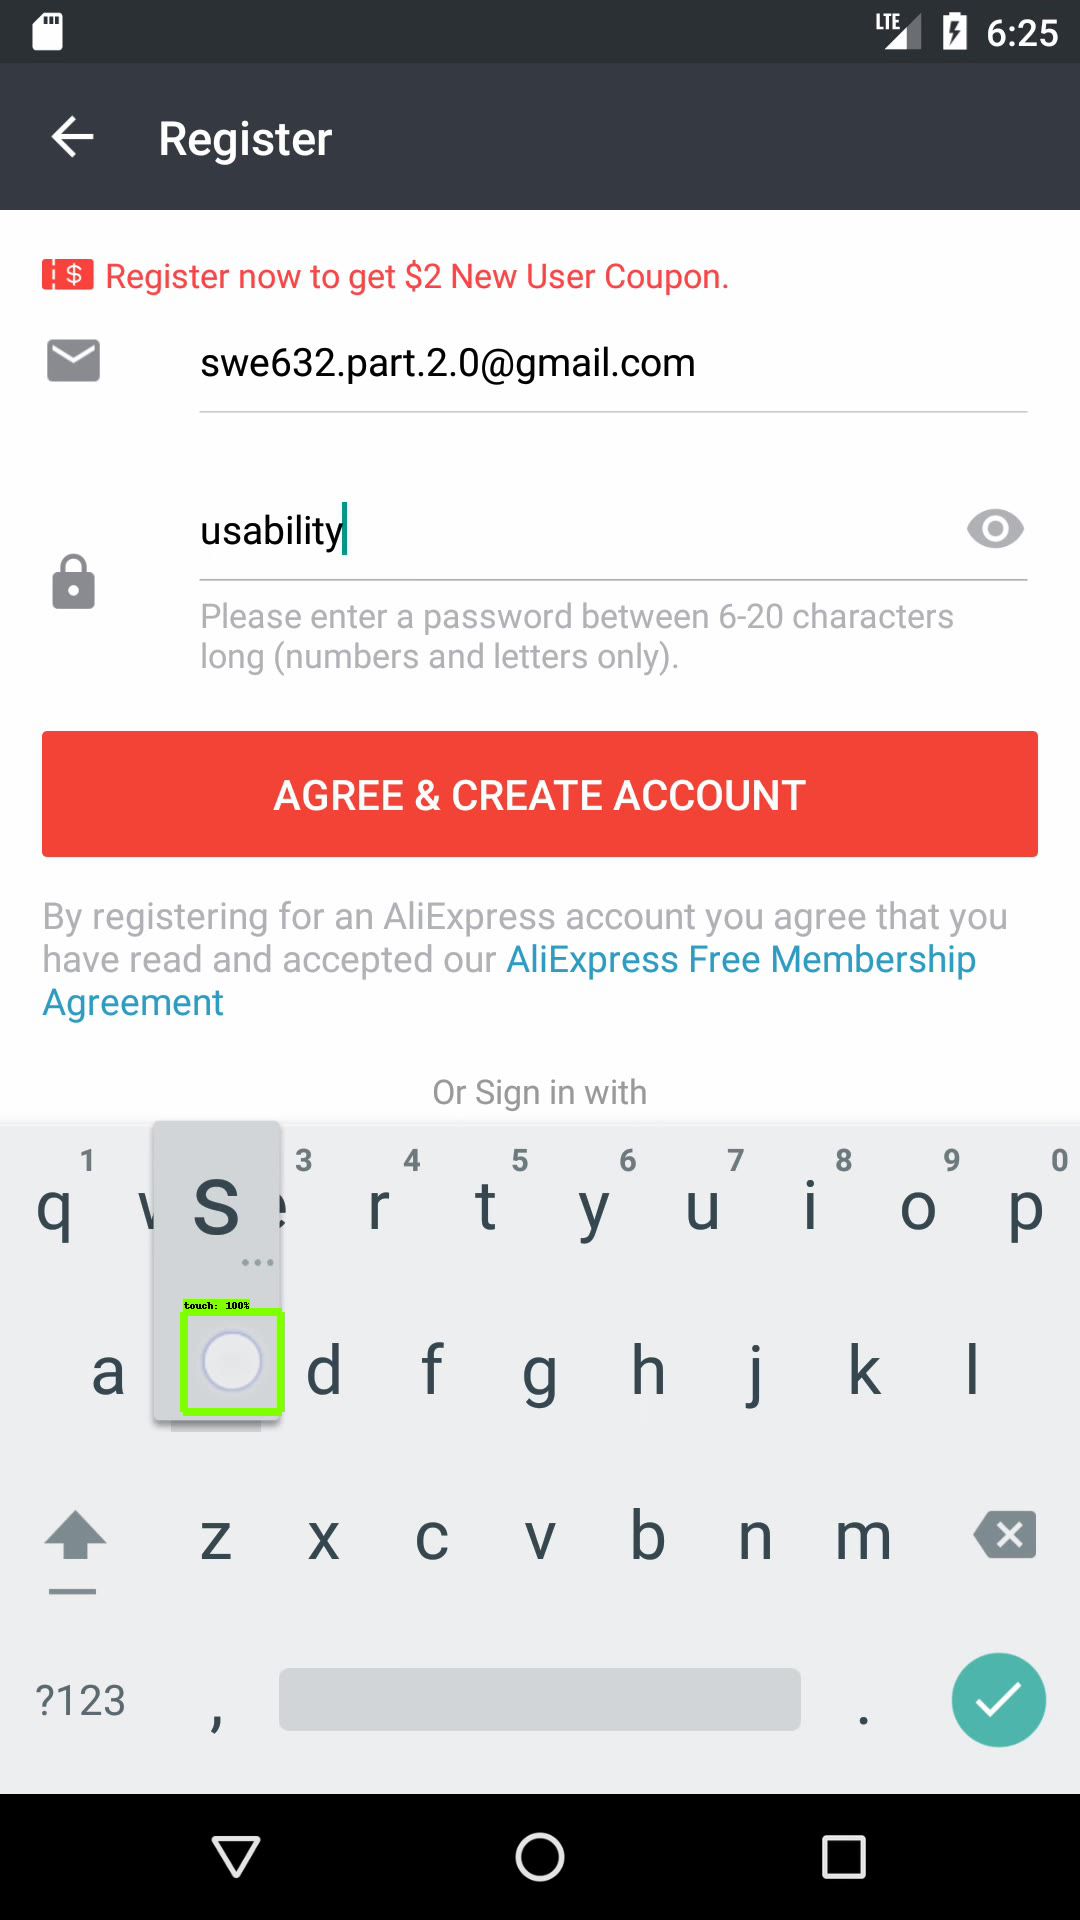 LTE 6:25
Register
$ Register now to get $2 New User Coupon.
swe632.part.2.0@gmail.com
usability
Please enter a password between 6-20 characters
long (numbers and letters only).
AGREE & CREATE ACCOUNT
By registering for an AliExpress account you agree that you
have read and accepted our AliExpress Free Membership
Agreement
Or Sign in with
1 3 4 5 6 7 8 9 0
q w s e r t y u i o p
touch: 100%
a d f g h j k l
z x c v b n m
?123 , .